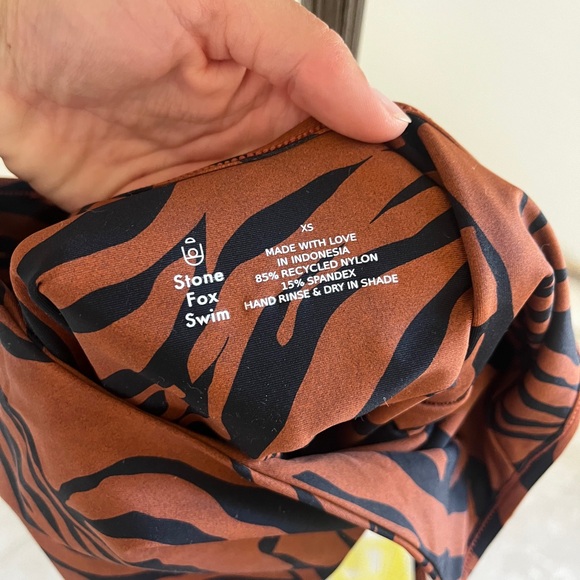 Stone
Fox
Swim
XS
MADE WITH LOVE
IN INDONESIA
85% RECYCLED NYLON
15% SPANDEX
HAND RINSE & DRY IN SHADE